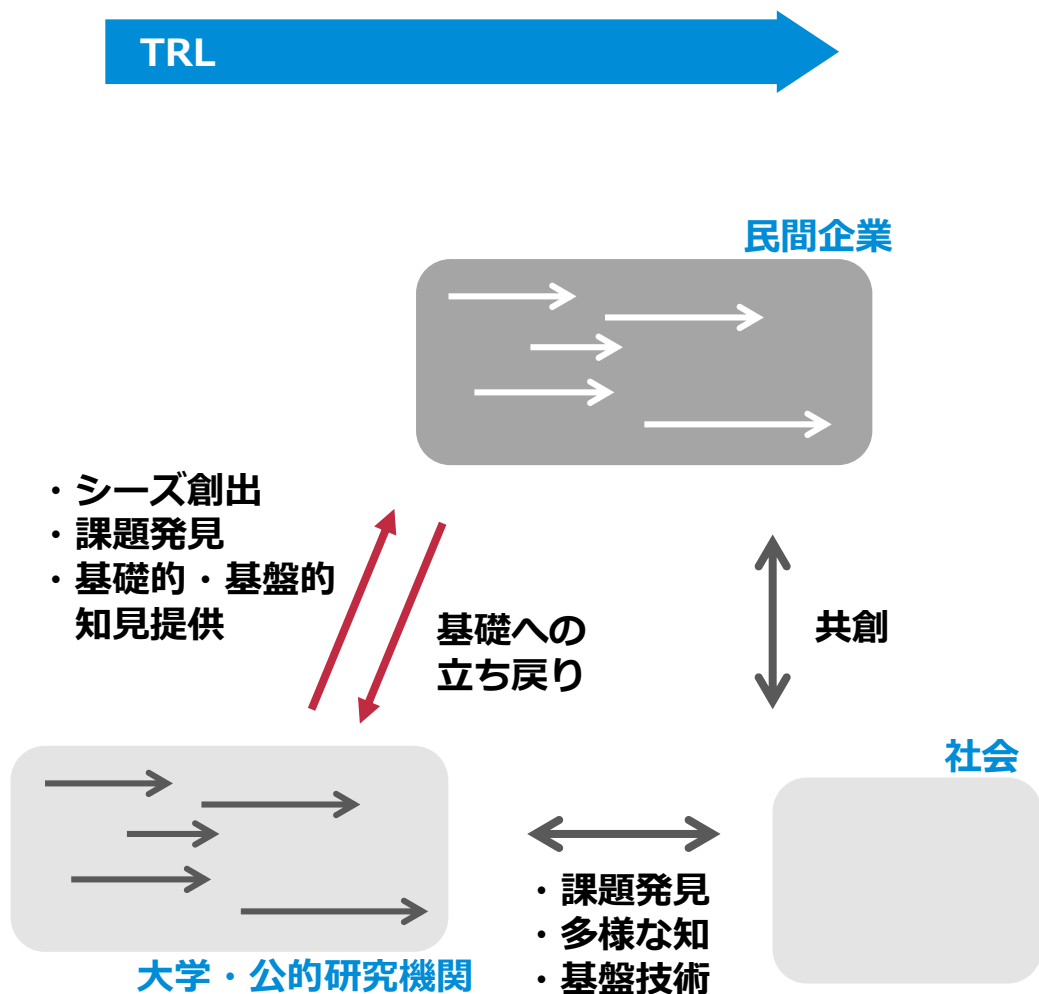 TRL
民間企業
・シーズ創出
・課題発見
・基礎的・基盤的
知見提供
基礎への
立ち戻り
共創
社会
大学・公的研究機関
・課題発見
・多様な知
・基盤技術